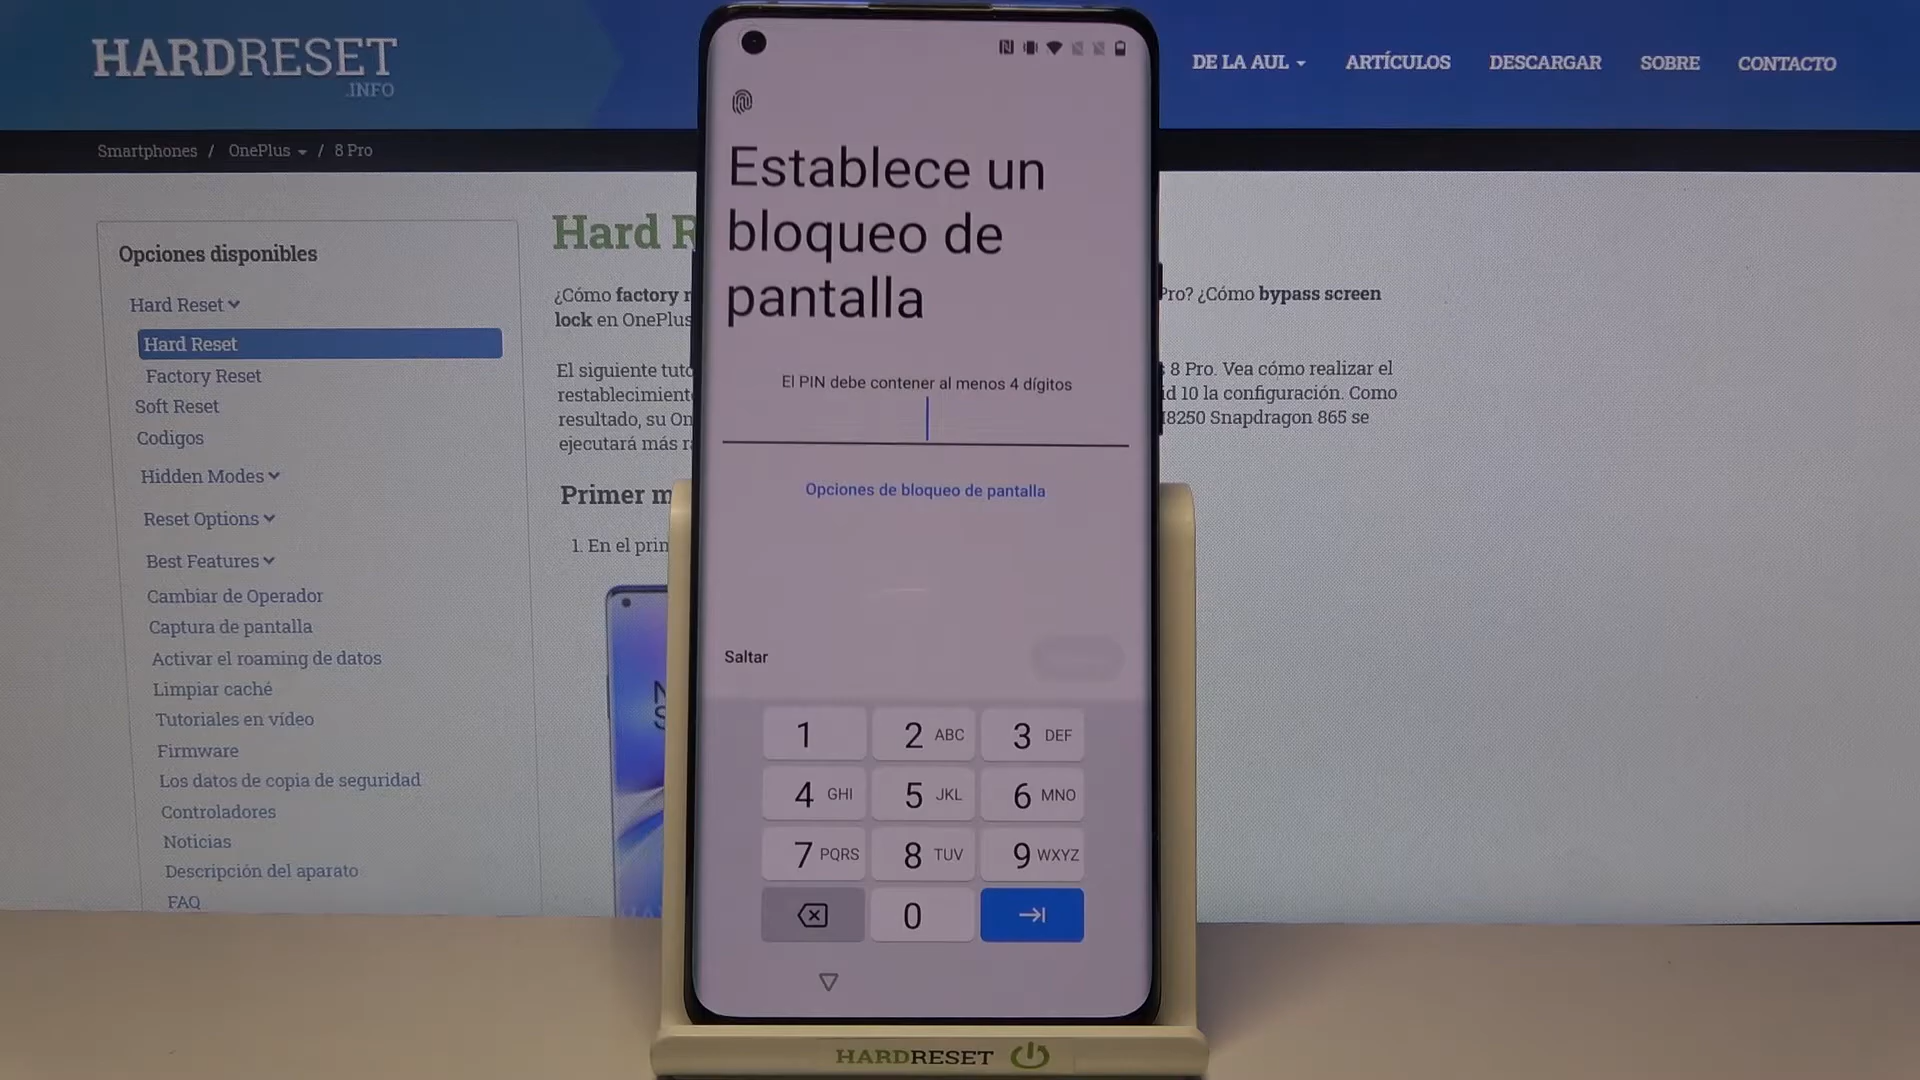 HARDRESET
.INFO
DE LA AUL
ARTÍCULOS
DESCARGAR
SOBRE
CONTACTO
Smartphones / OnePlus / 8 Pro
Opciones disponibles
Hard Reset
Hard Reset
Factory Reset
Soft Reset
Codigos
Hidden Modes
Reset Options
Best Features
Cambiar de Operador
Captura de pantalla
Activar el roaming de datos
Limpiar caché
Tutoriales en vídeo
Firmware
Los datos de copia de seguridad
Controladores
Noticias
Descripción del aparato
FAQ
Hard R
¿Cómo factory r
lock en OnePlus
El siguiente tuto
restablecimient
resultado, su On
ejecutará más r
Primer m
1. En el prin
Pro? ¿Cómo bypass screen
8 Pro. Vea cómo realizar el
id 10 la configuración. Como
8250 Snapdragon 865 se
Establece un
bloqueo de
pantalla
El PIN debe contener al menos 4 dígitos
Opciones de bloqueo de pantalla
Saltar
1
2 ABC
3 DEF
4 GHI
5 JKL
6 MNO
7 PQRS
8 TUV
9 WXYZ
0
HARDRESET